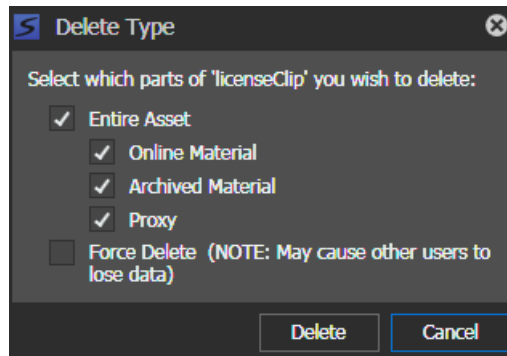 Delete Type
Select which parts of 'licenseClip' you wish to delete:
Entire Asset
Online Material
Archived Material
Proxy
Force Delete (NOTE: May cause other users to
lose data)
Delete Cancel